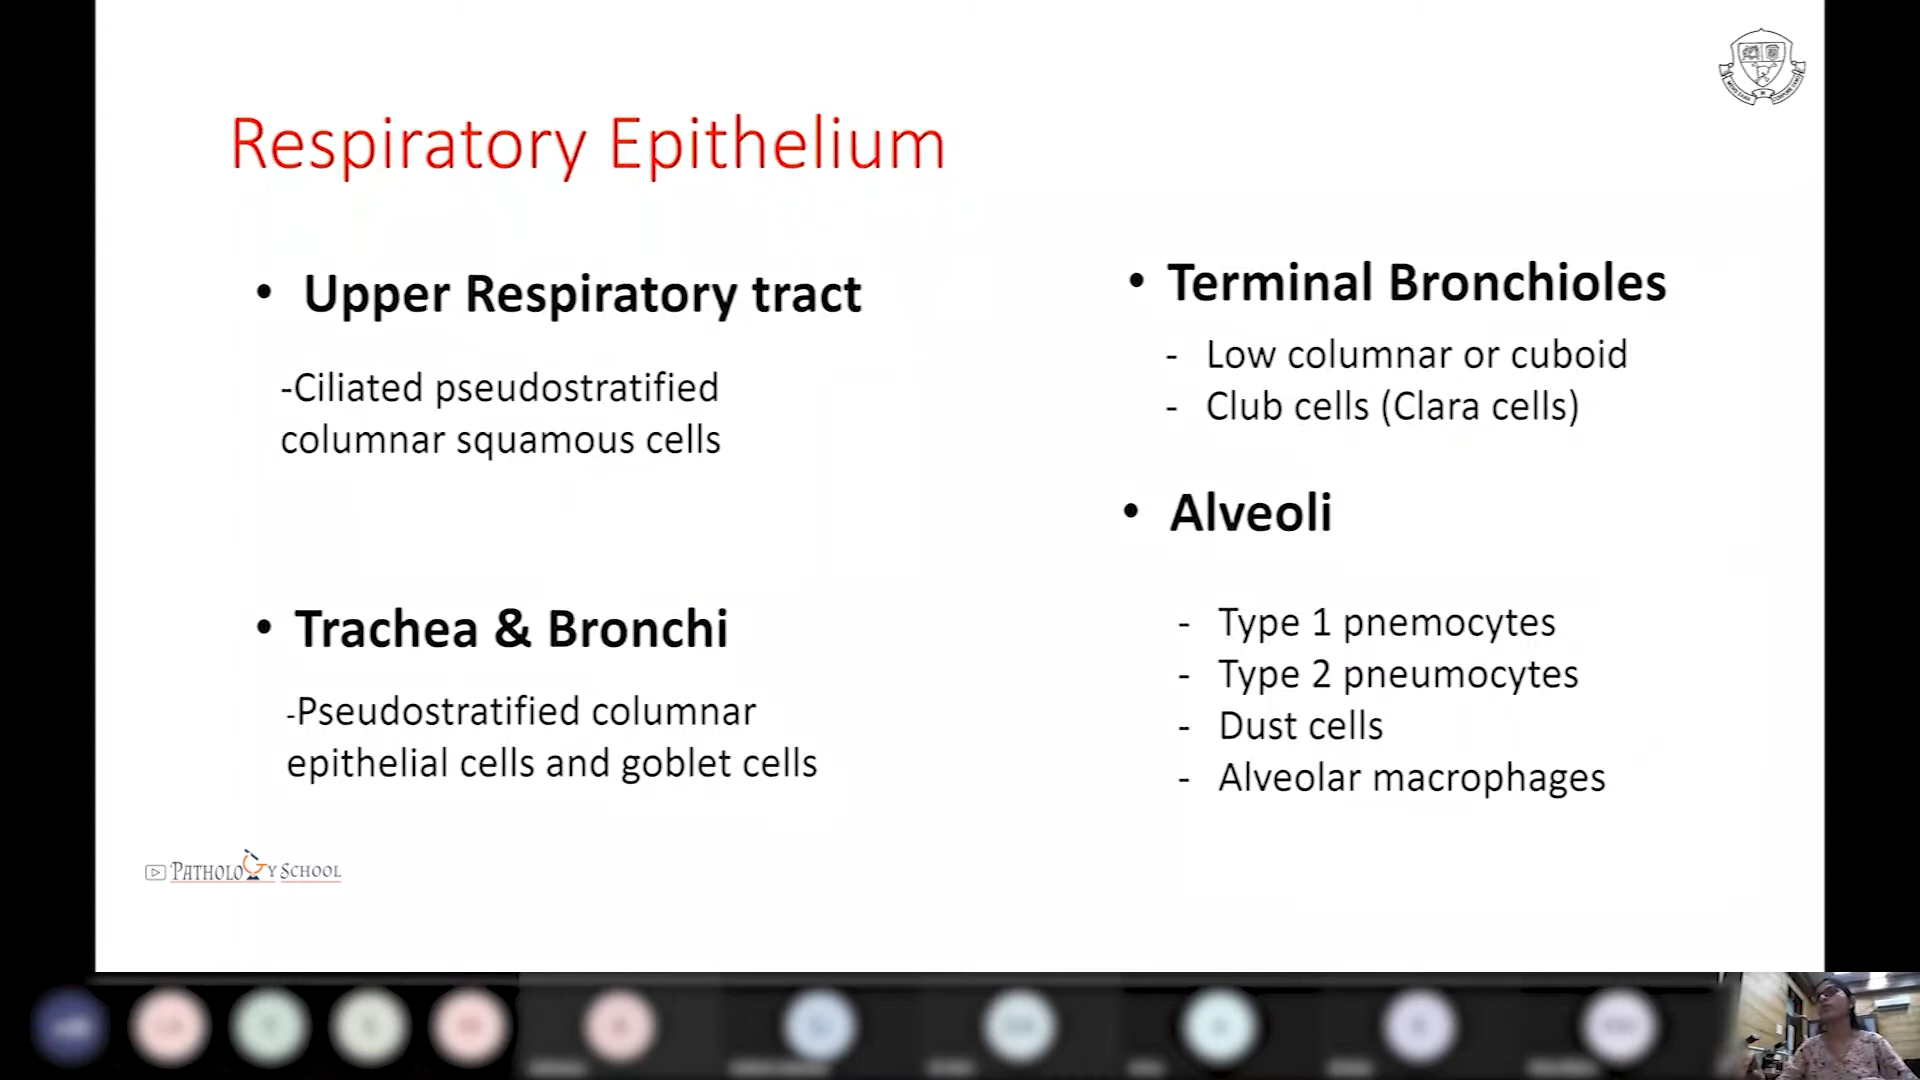 Respiratory Epithelium
• Upper Respiratory tract
-Ciliated pseudostratified
columnar squamous cells
• Trachea & Bronchi
-Pseudostratified columnar
epithelial cells and goblet cells
• Terminal Bronchioles
- Low columnar or cuboid
- Club cells (Clara cells)
• Alveoli
- Type 1 pnemocytes
- Type 2 pneumocytes
- Dust cells
- Alveolar macrophages
PATHOLOGY SCHOOL